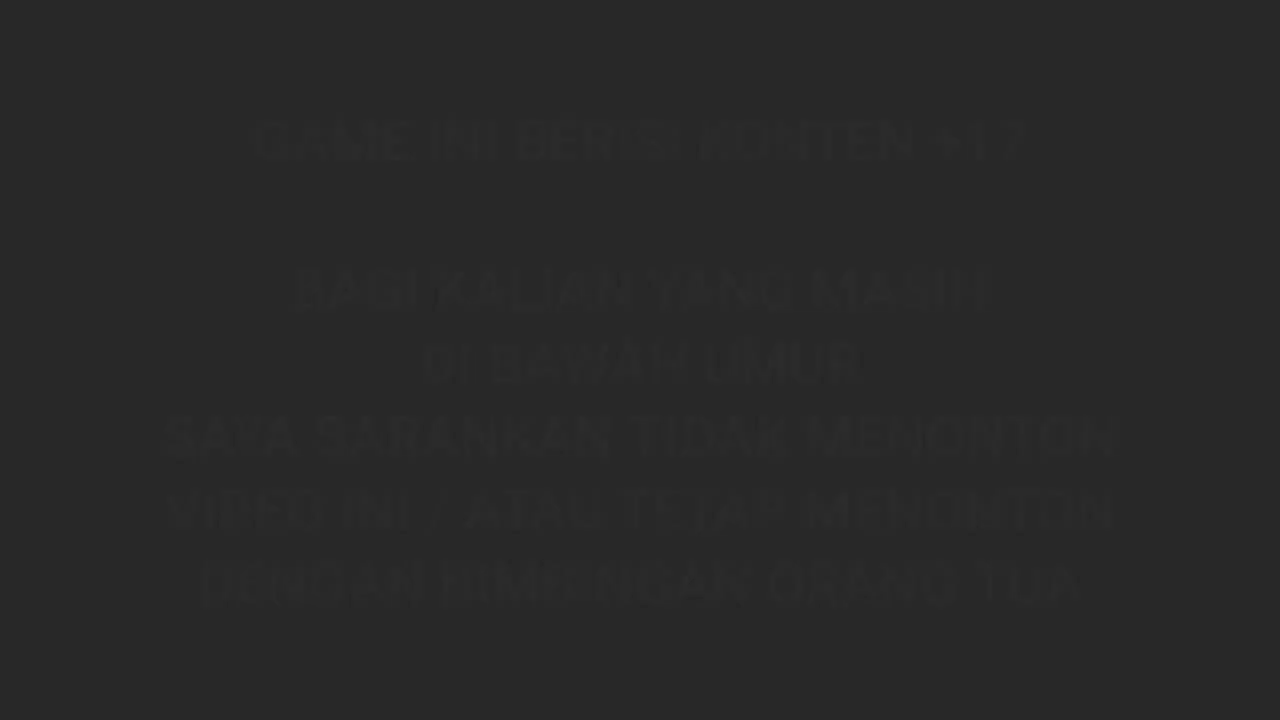 GAME INI BERISI KONTEN +17
BAGI KALIAN YANG MASIH
DI BAWAH UMUR
SAYA SARANKAN TIDAK MENONTON
VIDEO INI / ATAU TETAP MENONTON
DENGAN BIMBINGAN ORANG TUA